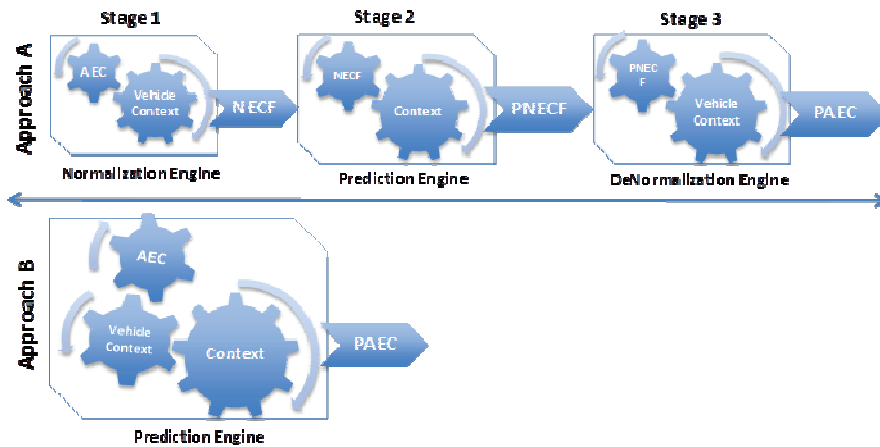 Stage 1
Stage 2
Stage 3
Approach A
AEC
Vehicle
Context
NECF
NECF
Context
PNECF
PNEC
F
Vehicle
Context
PAEC
Normalization Engine
Prediction Engine
DeNormalization Engine
Approach B
AEC
Vehicle
Context
Context
PAEC
Prediction Engine